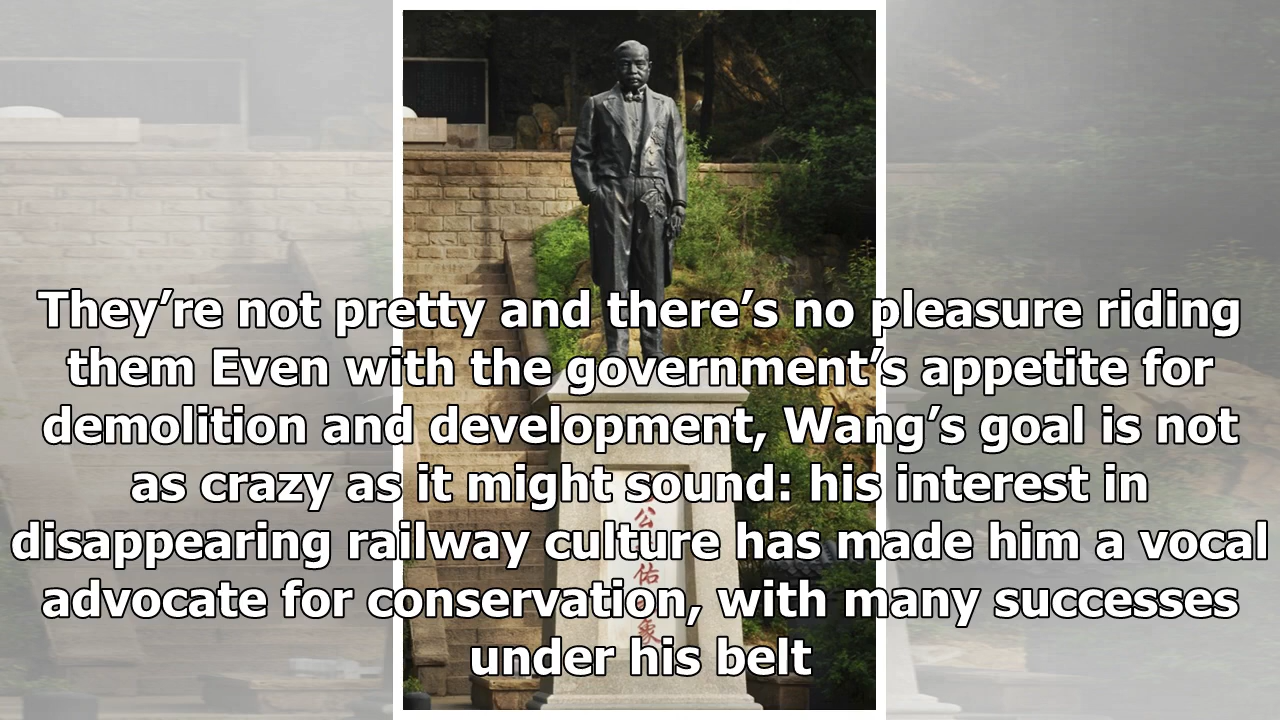 They’re not pretty and there’s no pleasure riding
them Even with the government’s appetite for
demolition and development, Wang’s goal is not
as crazy as it might sound: his interest in
disappearing railway culture has made him a vocal
advocate for conservation, with many successes
under his belt
公
佑
象